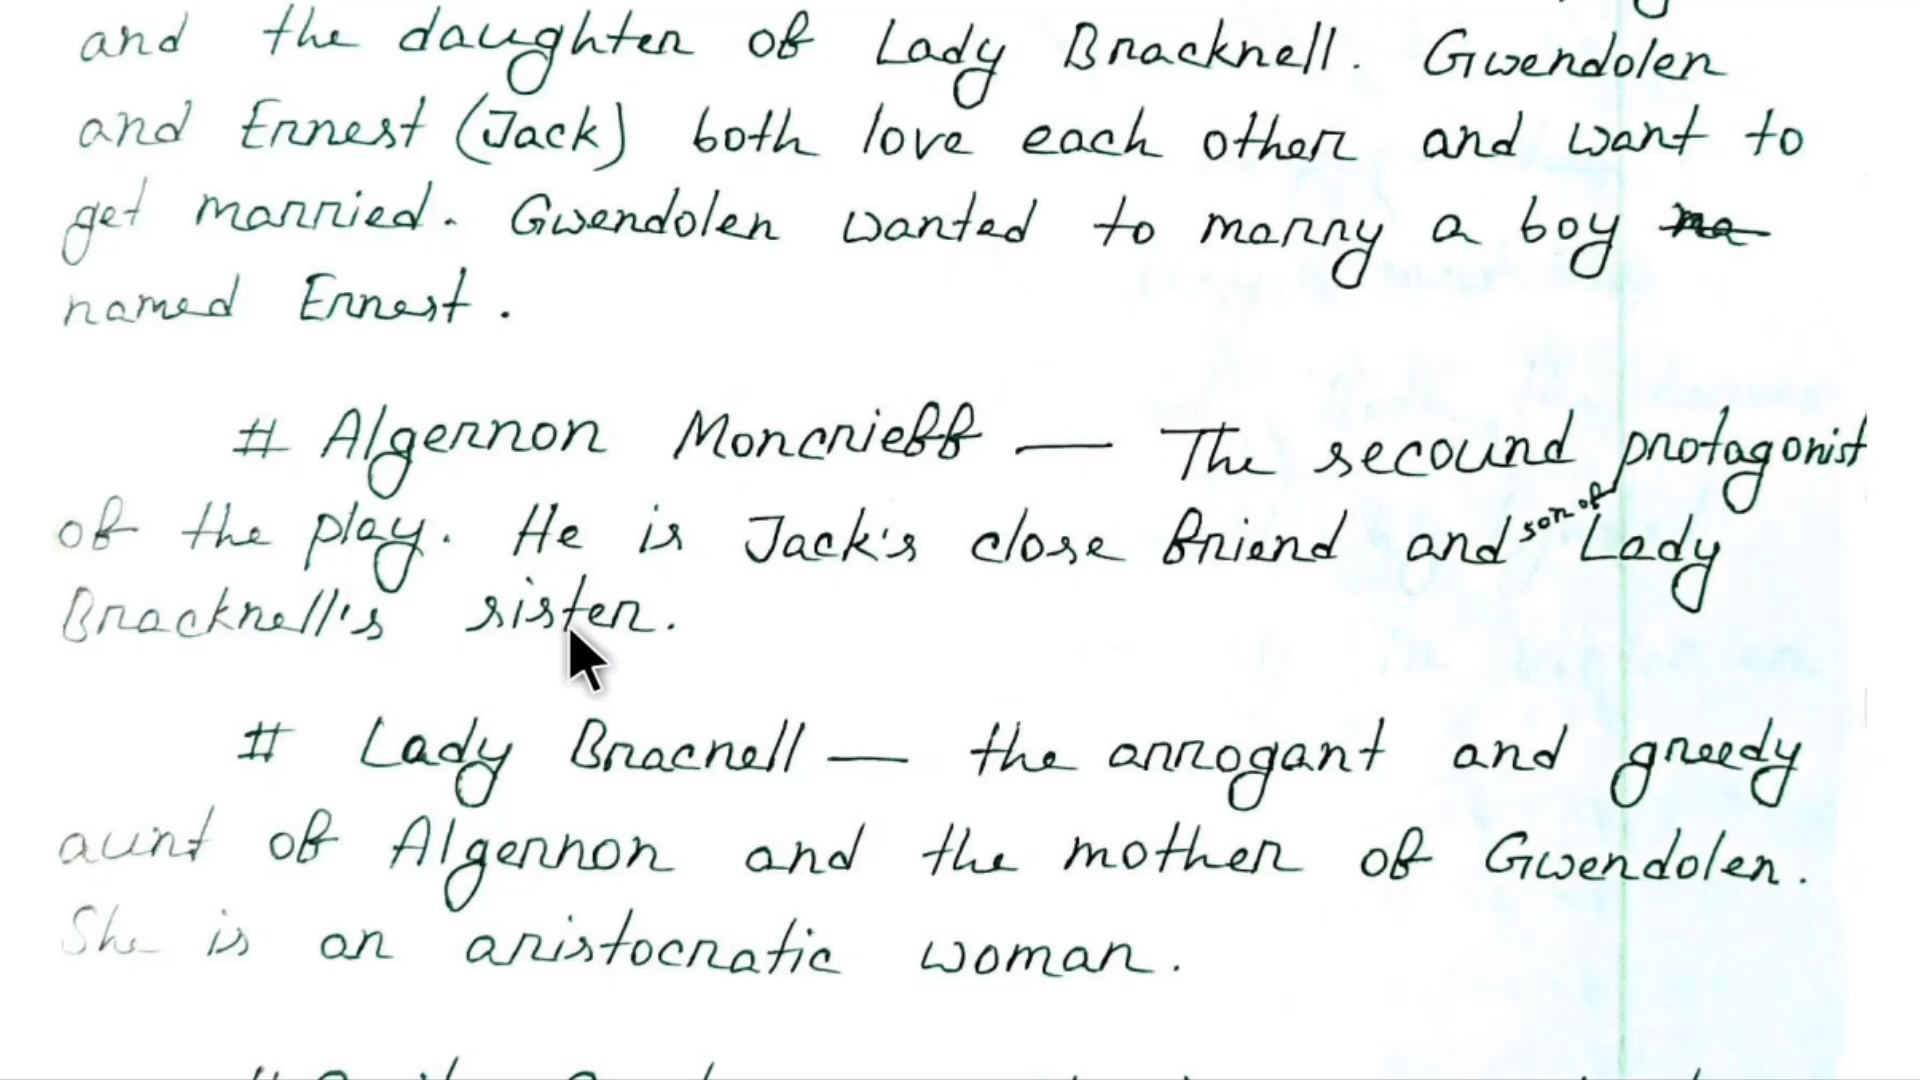 and the daughter of Lady Bracknell. Gwendolen
and Ernest (Jack) both love each other and want to
get married. Gwendolen wanted to marry a boy na
named Ernest.
# Algernon Moncrieff — The secound protagonist
of the play. He is Jack's close friend and son of Lady
Bracknell's sister.
# Lady Bracnell — the arrogant and greedy
aunt of Algernon and the mother of Gwendolen.
She is an aristocratic woman.